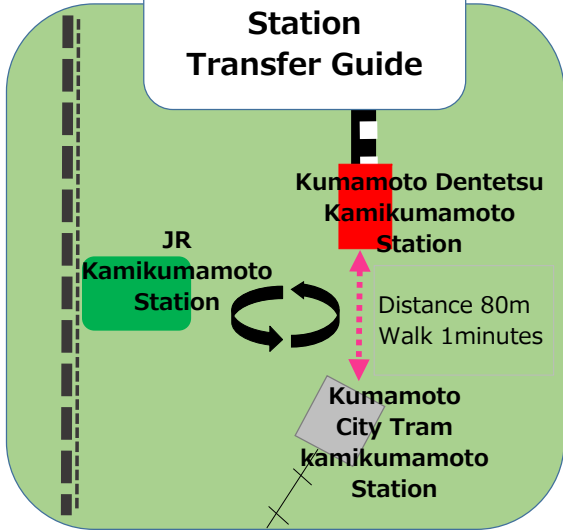 Station
Transfer Guide
Kumamoto Dentetsu
Kamikumamoto
Station
JR
Kamikumamoto
Station
Distance 80m
Walk 1minutes
Kumamoto
City Tram
kamikumamoto
Station